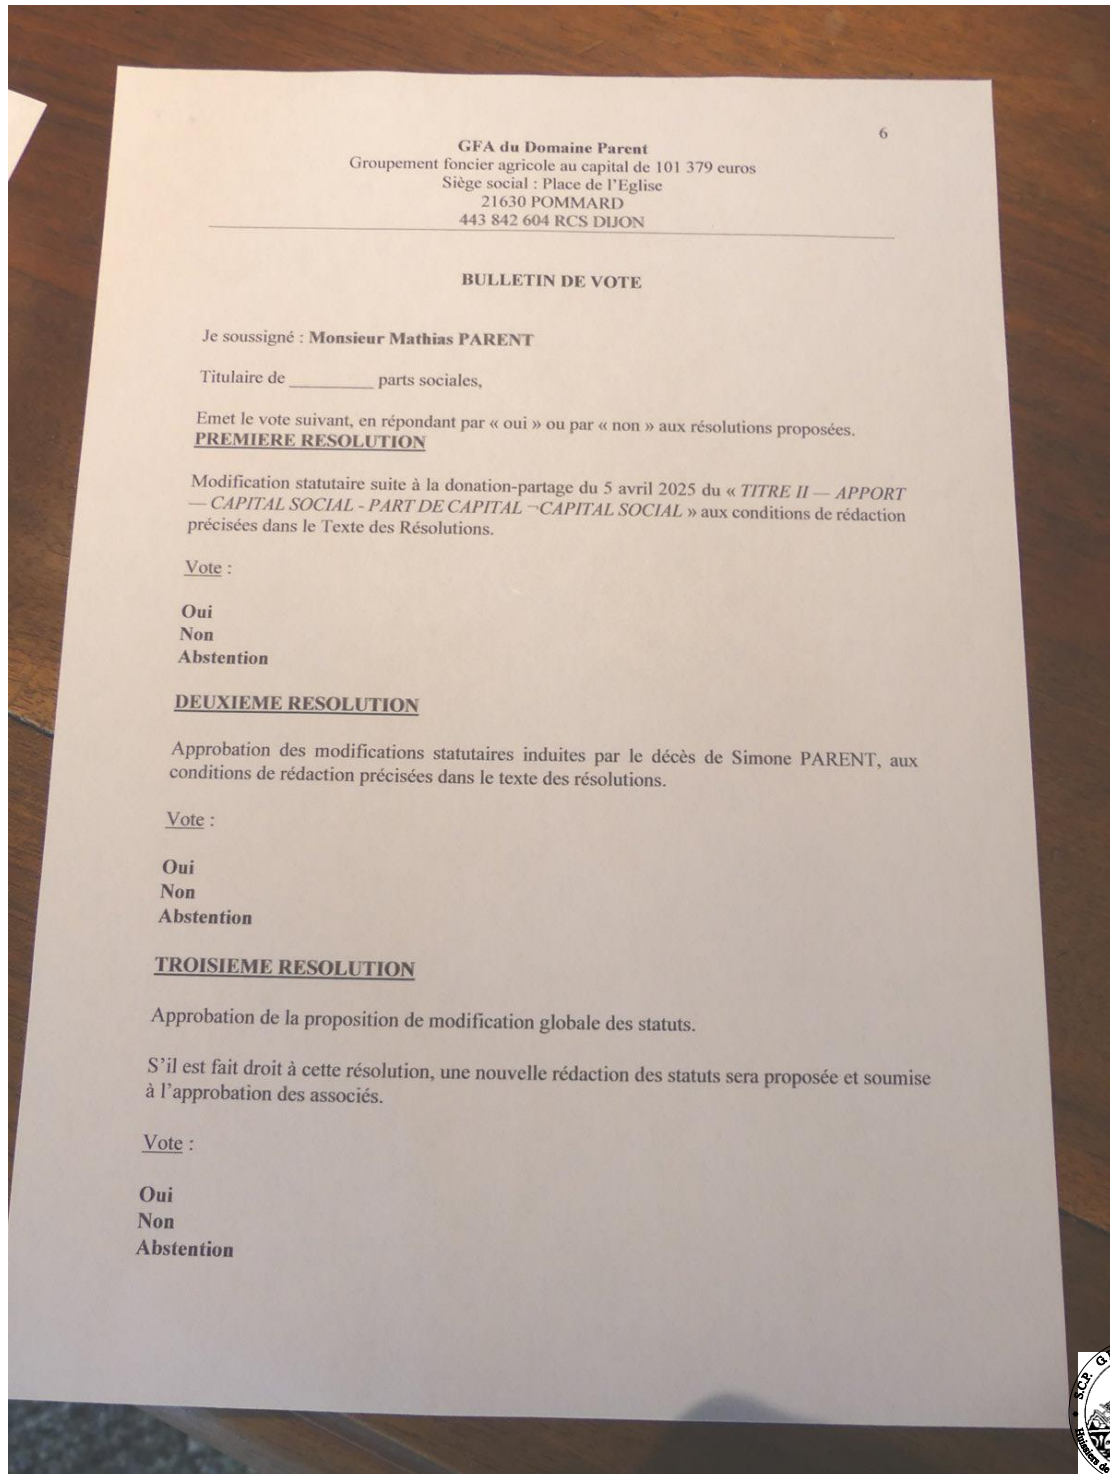 6
GFA du Domaine Parent
Groupement foncier agricole au capital de 101 379 euros
Siège social : Place de l'Eglise
21630 POMMARD
443 842 604 RCS DIJON
BULLETIN DE VOTE
Je soussigné : Monsieur Mathias PARENT
Titulaire de _________ parts sociales,
Emet le vote suivant, en répondant par « oui » ou par « non » aux résolutions proposées.
PREMIERE RESOLUTION
Modification statutaire suite à la donation-partage du 5 avril 2025 du « TITRE II — APPORT
— CAPITAL SOCIAL - PART DE CAPITAL ¬CAPITAL SOCIAL » aux conditions de rédaction
précisées dans le Texte des Résolutions.
Vote :
Oui
Non
Abstention
DEUXIEME RESOLUTION
Approbation des modifications statutaires induites par le décès de Simone PARENT, aux
conditions de rédaction précisées dans le texte des résolutions.
Vote :
Oui
Non
Abstention
TROISIEME RESOLUTION
Approbation de la proposition de modification globale des statuts.
S'il est fait droit à cette résolution, une nouvelle rédaction des statuts sera proposée et soumise
à l'approbation des associés.
Vote :
Oui
Non
Abstention
S.C.P. G
Huissiers de